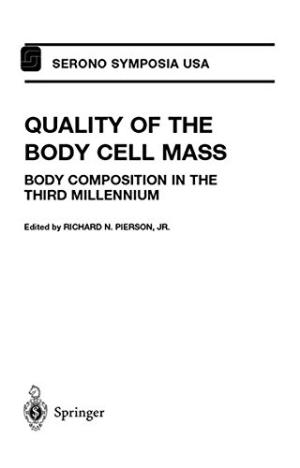 SERONO SYMPOSIA USA
QUALITY OF THE
BODY CELL MASS
BODY COMPOSITION IN THE
THIRD MILLENNIUM
Edited by RICHARD N. PIERSON, JR.
Springer